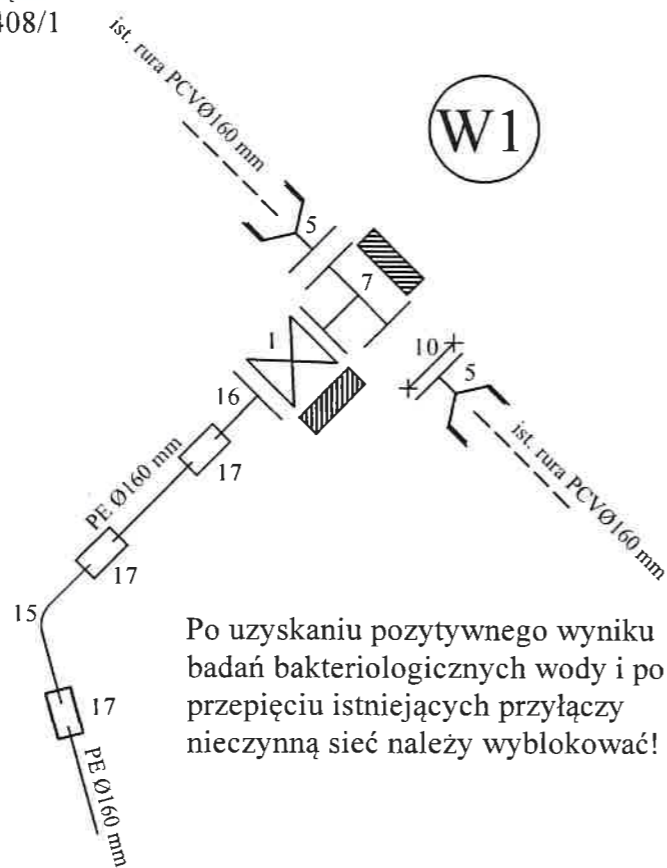 408/1
ist. rura PCVØ160 mm
W1
5
7
1
10
5
16
17
ist. rura PCVØ160 mm
PE Ø160 mm
17
15
17
PE Ø160 mm
Po uzyskaniu pozytywnego wyniku
badań bakteriologicznych wody i po
przepięciu istniejących przyłączy
nieczynną sieć należy wyblokować!